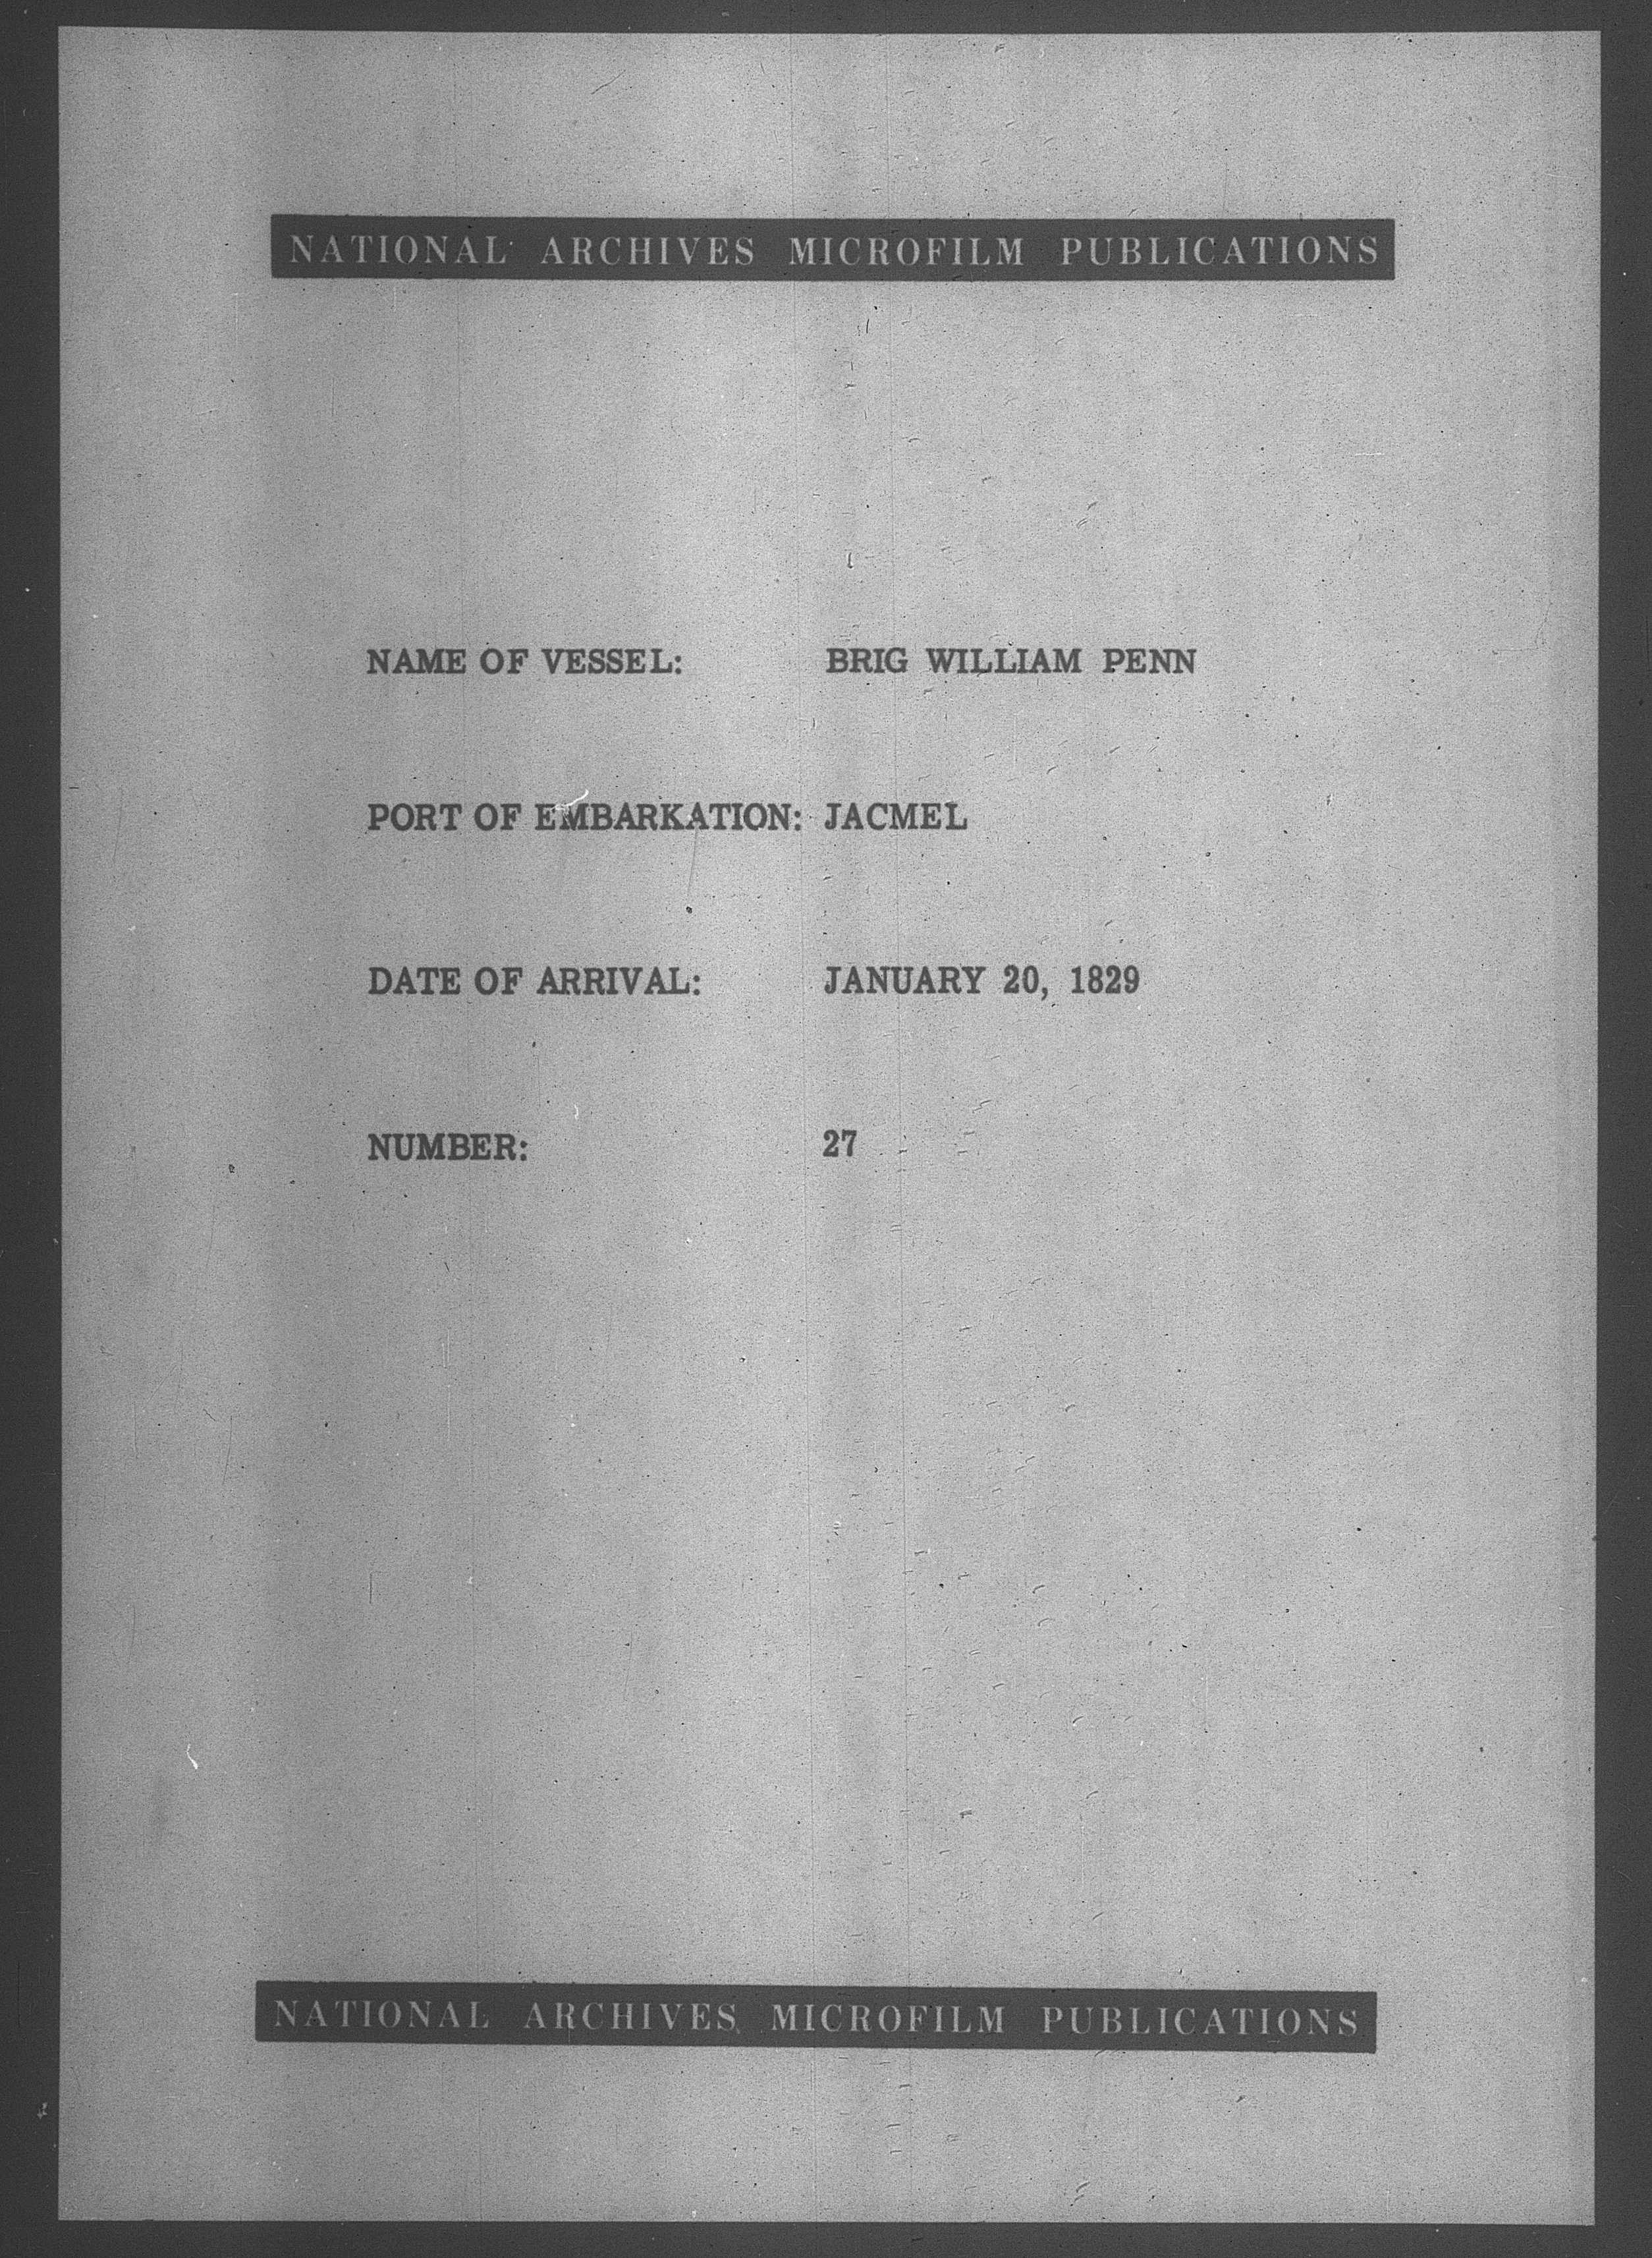 NATIONAL ARCHIVES MICROFILM PUBLICATIONS
NAME OF VESSEL: BRIG WILLIAM PENN
PORT OF EMBARKATION: JACMEL
DATE OF ARRIVAL: JANUARY 20, 1829
NUMBER: 27
NATIONAL ARCHIVES MICROFILM PUBLICATIONS